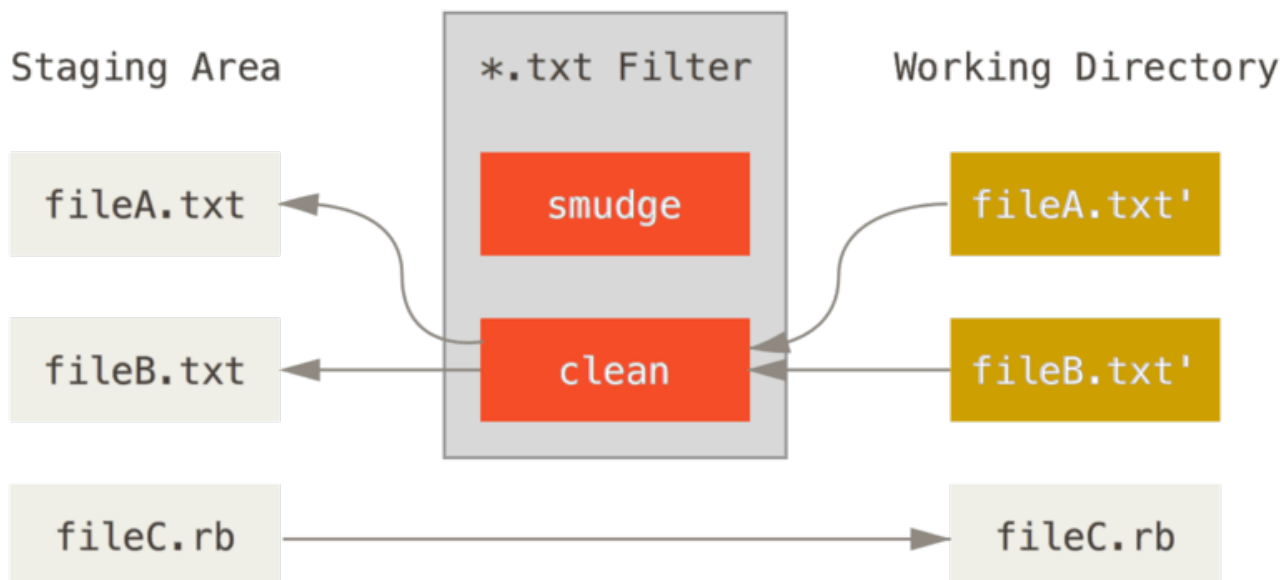 Staging Area
*.txt Filter
Working Directory
fileA.txt
smudge
fileA.txt'
fileB.txt
clean
fileB.txt'
fileC.rb
fileC.rb